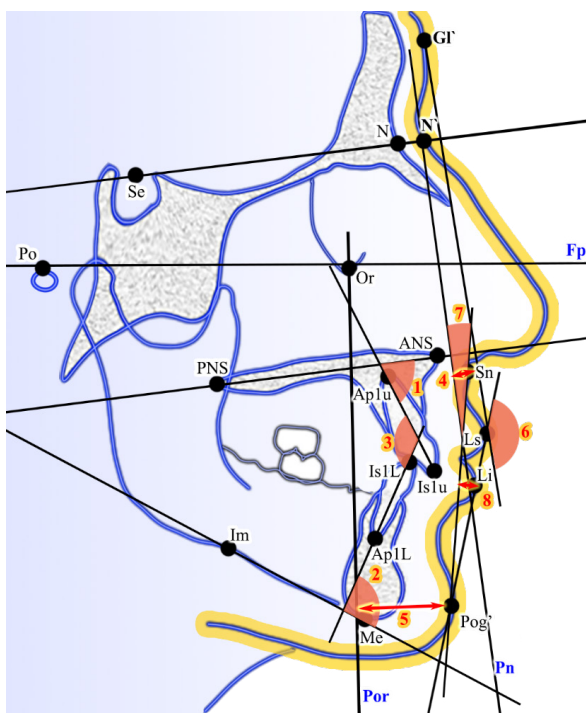 Gl`
N
N`
Se
Po
Fp
Or
7
ANS
PNS
4
Sn
Ap1u
1
3
Ls
6
Is1L
Is1u
Li
8
Im
Ap1L
2
5
Me
Pog'
Pn
Por